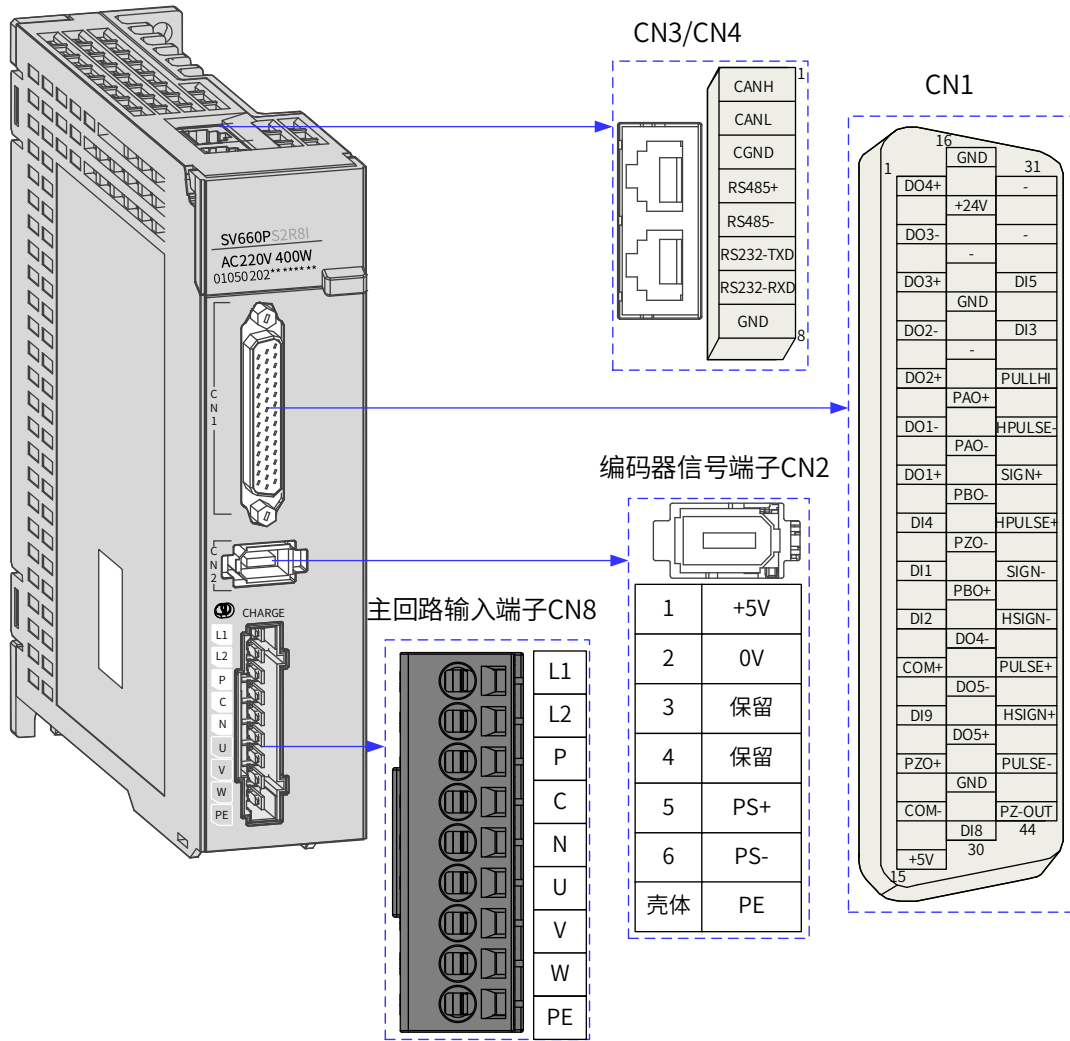 CN3/CN4
1
CANH
CANL
CGND
RS485+
RS485-
RS232-TXD
RS232-RXD
GND
8
SV660PS2R8I
AC220V 400W
01050202********
C
N
1
C
N
2
CHARGE
L1
L2
P
C
N
U
V
W
PE
主回路输入端子CN8
L1
L2
P
C
N
U
V
W
PE
编码器信号端子CN2
1 +5V
2 0V
3 保留
4 保留
5 PS+
6 PS-
壳体 PE
CN1
16
GND
1 31
DO4+ -
+24V
DO3- -
-
DO3+ DI5
GND
DO2- DI3
-
DO2+ PULLHI
PAO+
DO1- HPULSE-
PAO-
DO1+ SIGN+
PBO-
DI4 HPULSE+
PZO-
DI1 SIGN-
PBO+
DI2 HSIGN-
DO4-
COM+ PULSE+
DO5-
DI9 HSIGN+
DO5+
PZO+ PULSE-
GND
COM- PZ-OUT
DI8 44
+5V 30
15